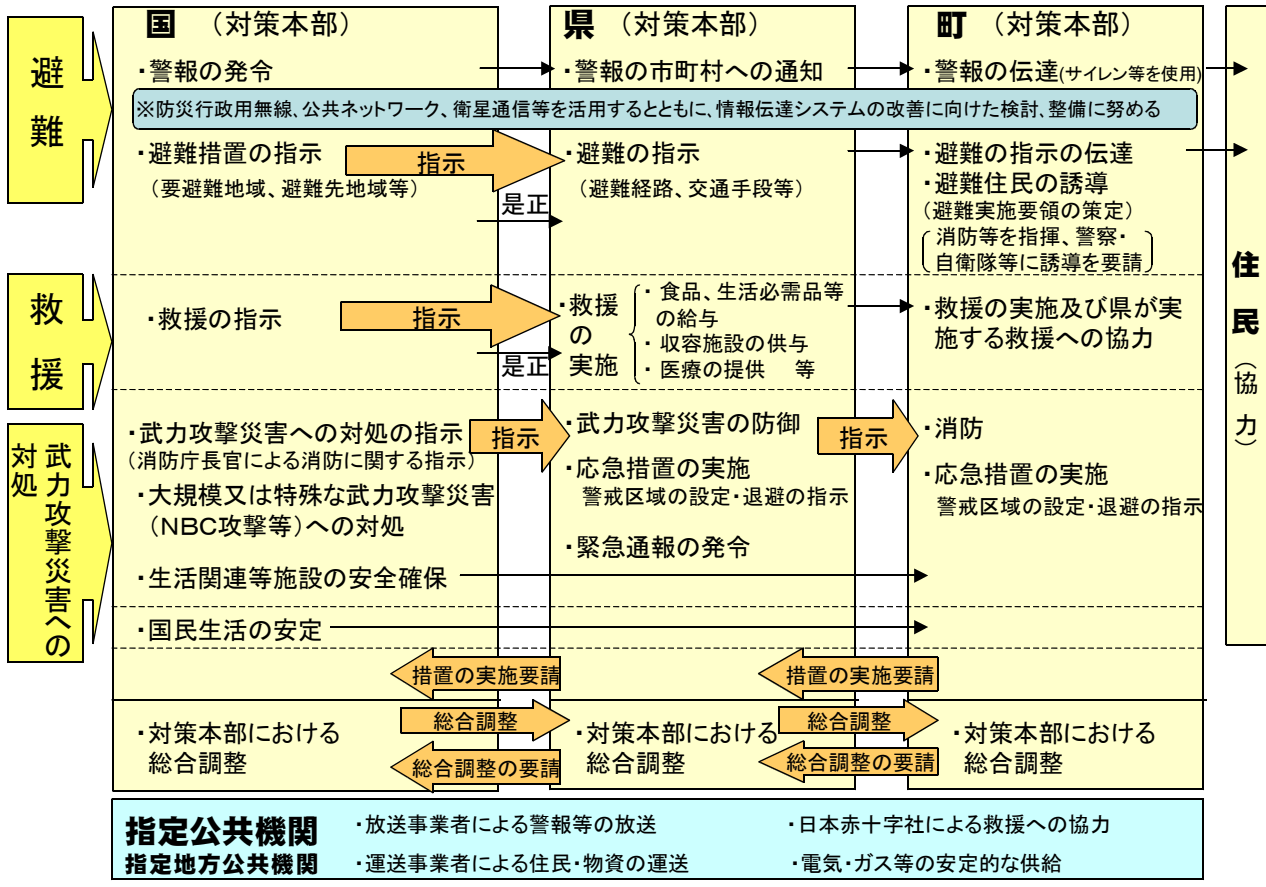 国 (対策本部)
県 (対策本部)
町 (対策本部)
避難
・警報の発令
・警報の市町村への通知
・警報の伝達(サイレン等を使用)
※防災行政用無線、公共ネットワーク、衛星通信等を活用するとともに、情報伝達システムの改善に向けた検討、整備に努める
・避難措置の指示
(要避難地域、避難先地域等)
指示
是正
・避難の指示
(避難経路、交通手段等)
・避難の指示の伝達
・避難住民の誘導
(避難実施要領の策定)
消防等を指揮、警察・
自衛隊等に誘導を要請
住民(協力)
救援
・救援の指示
指示
是正
・救援の実施
・ 食品、生活必需品等
の給与
・ 収容施設の供与
・ 医療の提供 等
・救援の実施及び県が実
施する救援への協力
武力攻撃災害への対処
・武力攻撃災害への対処の指示
(消防庁長官による消防に関する指示)
指示
・武力攻撃災害の防御
指示
・消防
・大規模又は特殊な武力攻撃災害
(NBC攻撃等)への対処
・応急措置の実施
警戒区域の設定・退避の指示
・応急措置の実施
警戒区域の設定・退避の指示
・緊急通報の発令
・生活関連等施設の安全確保
・国民生活の安定
措置の実施要請
措置の実施要請
・対策本部における
総合調整
総合調整
総合調整の要請
・対策本部における
総合調整
総合調整
総合調整の要請
・対策本部における
総合調整
指定公共機関
指定地方公共機関
・放送事業者による警報等の放送
・日本赤十字社による救援への協力
・運送事業者による住民・物資の運送
・電気・ガス等の安定的な供給